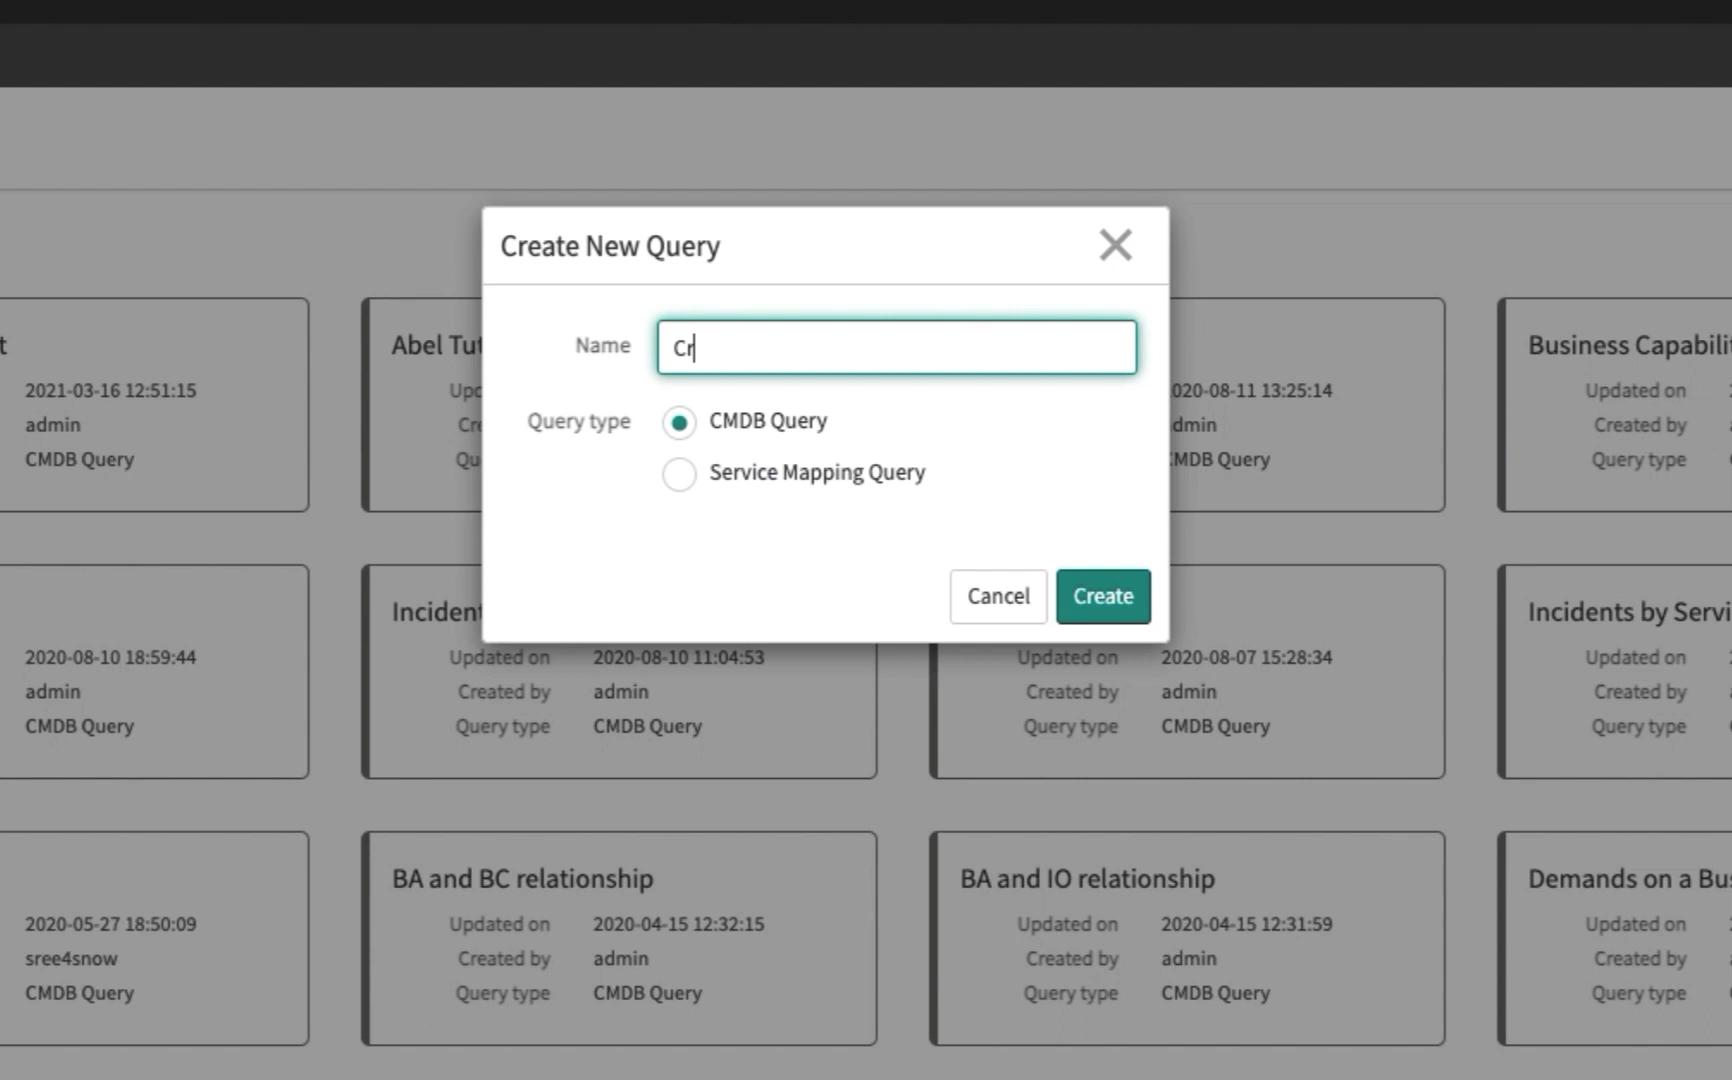 Create New Query
Name
Cr
Query type
CMDB Query
Service Mapping Query
Cancel
Create
t
2021-03-16 12:51:15
admin
CMDB Query
Abel Tut
Upd
Cre
Qu
020-08-11 13:25:14
dmin
CMDB Query
Business Capabilit
Updated on
Created by
Query type
2020-08-10 18:59:44
admin
CMDB Query
Incident
Updated on 2020-08-10 11:04:53
Created by admin
Query type CMDB Query
Updated on 2020-08-07 15:28:34
Created by admin
Query type CMDB Query
Incidents by Servi
Updated on
Created by
Query type
2020-05-27 18:50:09
sree4snow
CMDB Query
BA and BC relationship
Updated on 2020-04-15 12:32:15
Created by admin
Query type CMDB Query
BA and IO relationship
Updated on 2020-04-15 12:31:59
Created by admin
Query type CMDB Query
Demands on a Bus
Updated on
Created by
Query type